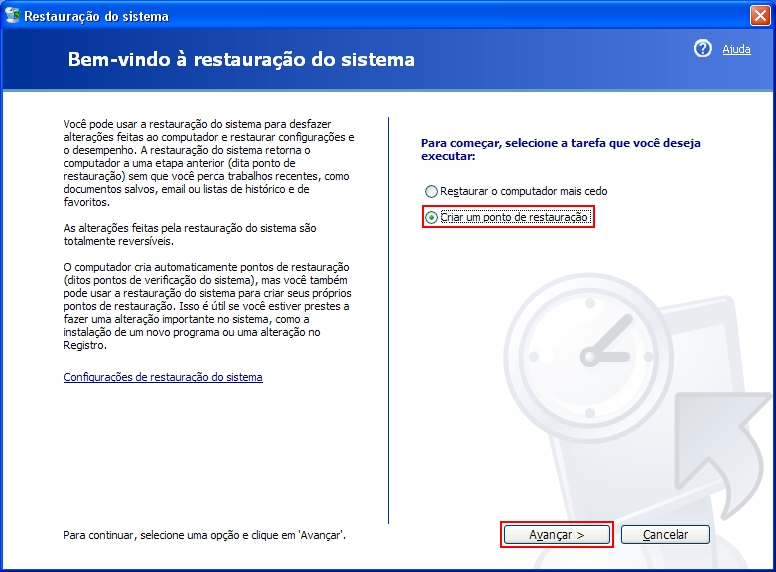 Restauração do sistema
Bem-vindo à restauração do sistema
Ajuda
Você pode usar a restauração do sistema para desfazer
alterações feitas ao computador e restaurar configurações e
o desempenho. A restauração do sistema retorna o
computador a uma etapa anterior (dita ponto de
restauração) sem que você perca trabalhos recentes, como
documentos salvos, email ou listas de histórico e de
favoritos.
As alterações feitas pela restauração do sistema são
totalmente reversíveis.
O computador cria automaticamente pontos de restauração
(ditos pontos de verificação do sistema), mas você também
pode usar a restauração do sistema para criar seus próprios
pontos de restauração. Isso é útil se você estiver prestes a
fazer uma alteração importante no sistema, como a
instalação de um novo programa ou uma alteração no
Registro.
Configurações de restauração do sistema
Para começar, selecione a tarefa que você deseja
executar:
Restaurar o computador mais cedo
Criar um ponto de restauração
Para continuar, selecione uma opção e clique em 'Avançar'.
Avançar >
Cancelar